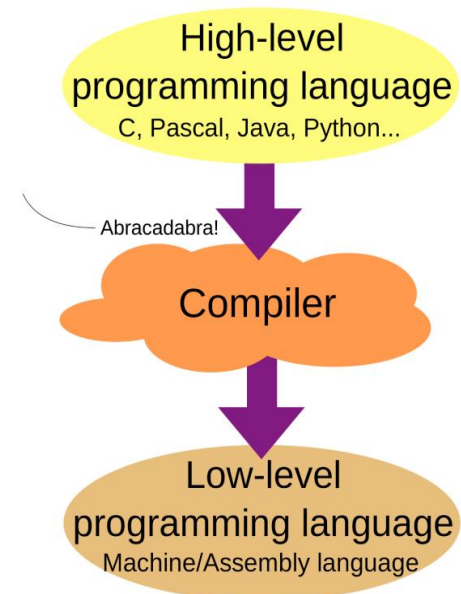 High-level
programming language
C, Pascal, Java, Python...
Abracadabra!
Compiler
Low-level
programming language
Machine/Assembly language